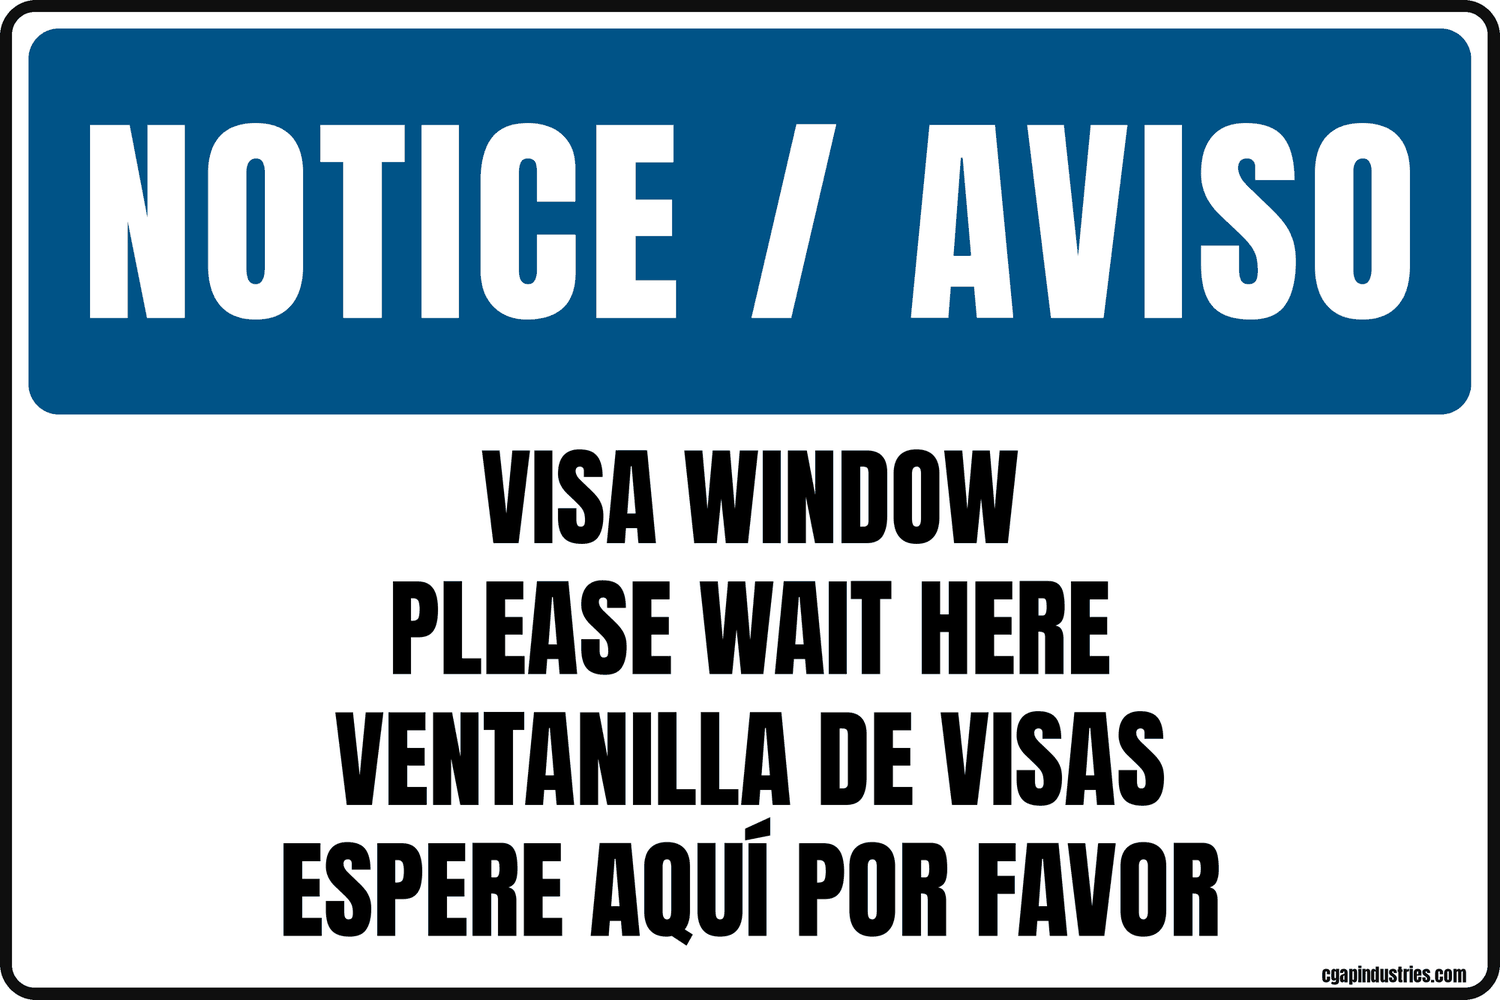 NOTICE / AVISO
VISA WINDOW
PLEASE WAIT HERE
VENTANILLA DE VISAS
ESPERE AQUÍ POR FAVOR
cgapindustries.com